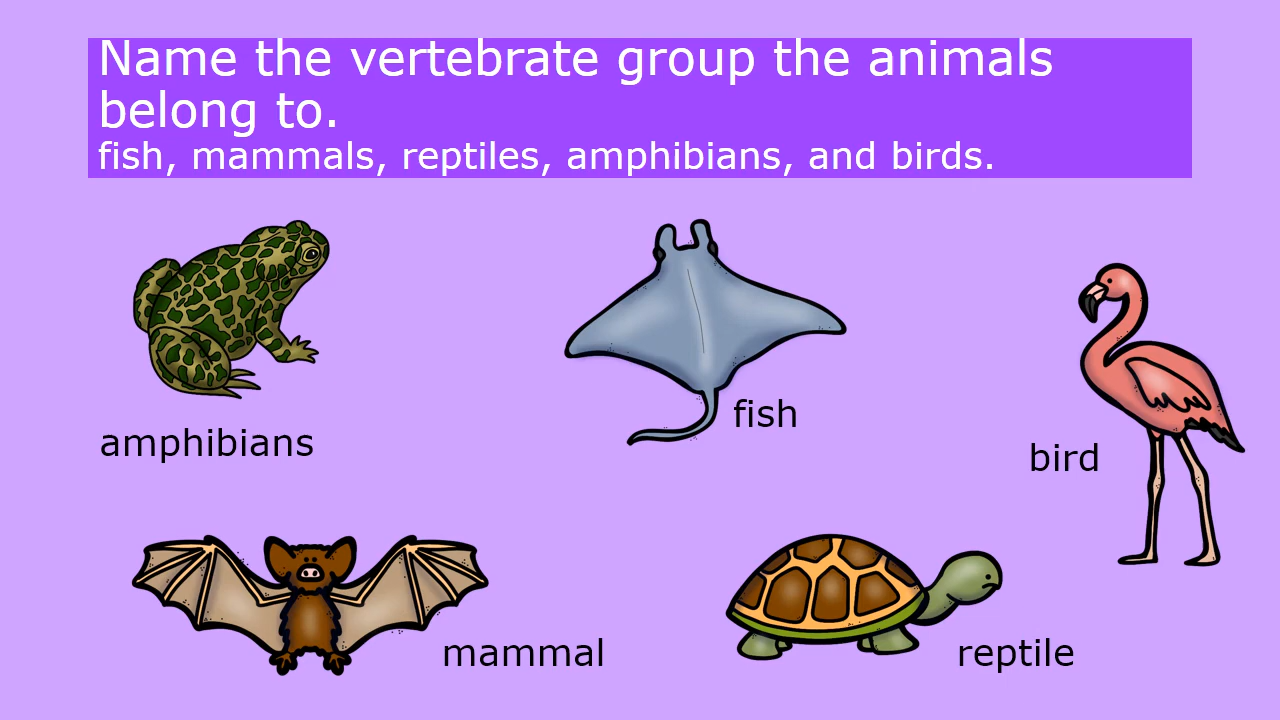 Name the vertebrate group the animals
belong to.
fish, mammals, reptiles, amphibians, and birds.
fish
amphibians
bird
mammal
reptile